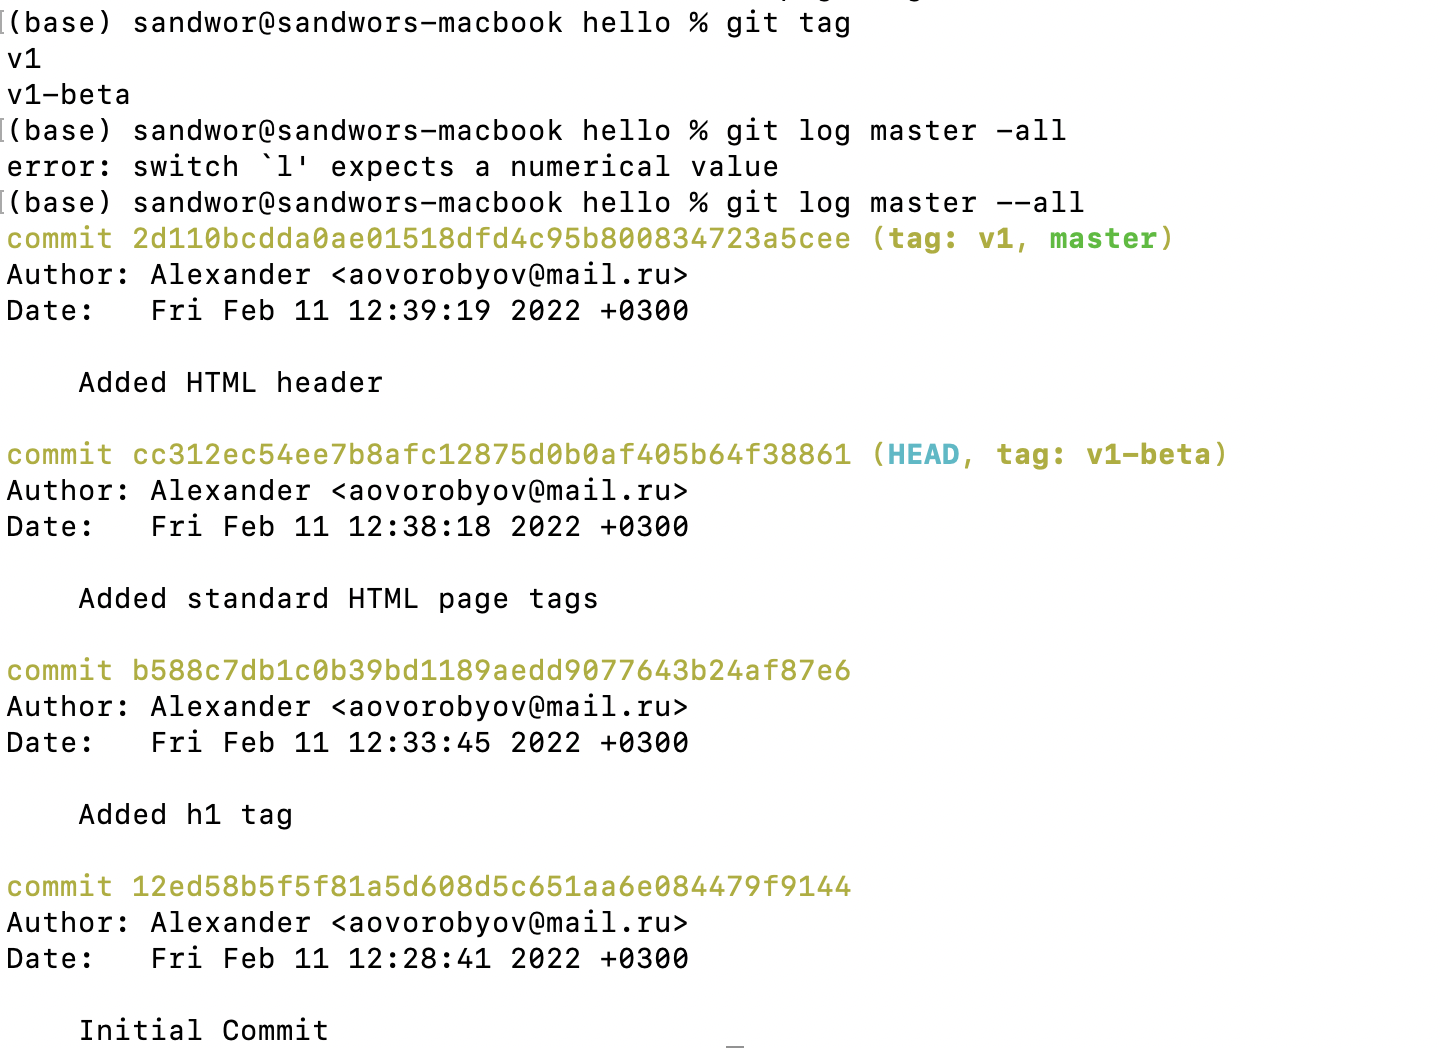 (base) sandwor@sandwors-macbook hello % git tag
v1
v1-beta
(base) sandwor@sandwors-macbook hello % git log master -all
error: switch `l' expects a numerical value
(base) sandwor@sandwors-macbook hello % git log master --all
commit 2d110bcdda0ae01518dfd4c95b800834723a5cee (tag: v1, master)
Author: Alexander <aovorobyov@mail.ru>
Date:   Fri Feb 11 12:39:19 2022 +0300
    Added HTML header
commit cc312ec54ee7b8afc12875d0b0af405b64f38861 (HEAD, tag: v1-beta)
Author: Alexander <aovorobyov@mail.ru>
Date:   Fri Feb 11 12:38:18 2022 +0300
    Added standard HTML page tags
commit b588c7db1c0b39bd1189aedd9077643b24af87e6
Author: Alexander <aovorobyov@mail.ru>
Date:   Fri Feb 11 12:33:45 2022 +0300
    Added h1 tag
commit 12ed58b5f5f81a5d608d5c651aa6e084479f9144
Author: Alexander <aovorobyov@mail.ru>
Date:   Fri Feb 11 12:28:41 2022 +0300
    Initial Commit